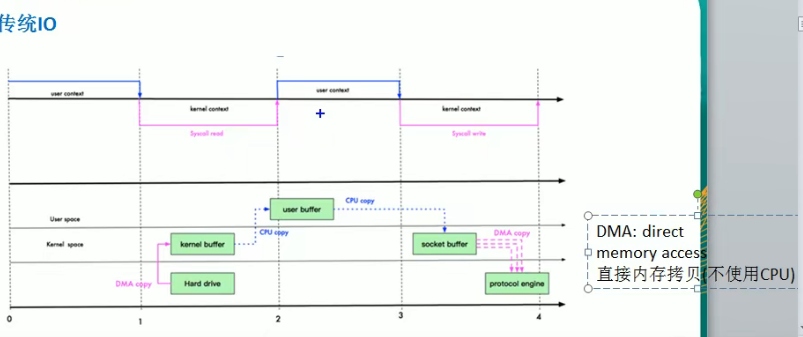 传统IO
user context
user context
kernel context
kernel context
Syscall read
Syscall write
user buffer
CPU copy
User space
CPU copy
Kernel space
kernel buffer
socket buffer
DMA copy
DMA copy
Hard drive
protocol engine
0
1
2
3
4
DMA: direct
memory access
直接内存拷贝(不使用CPU)